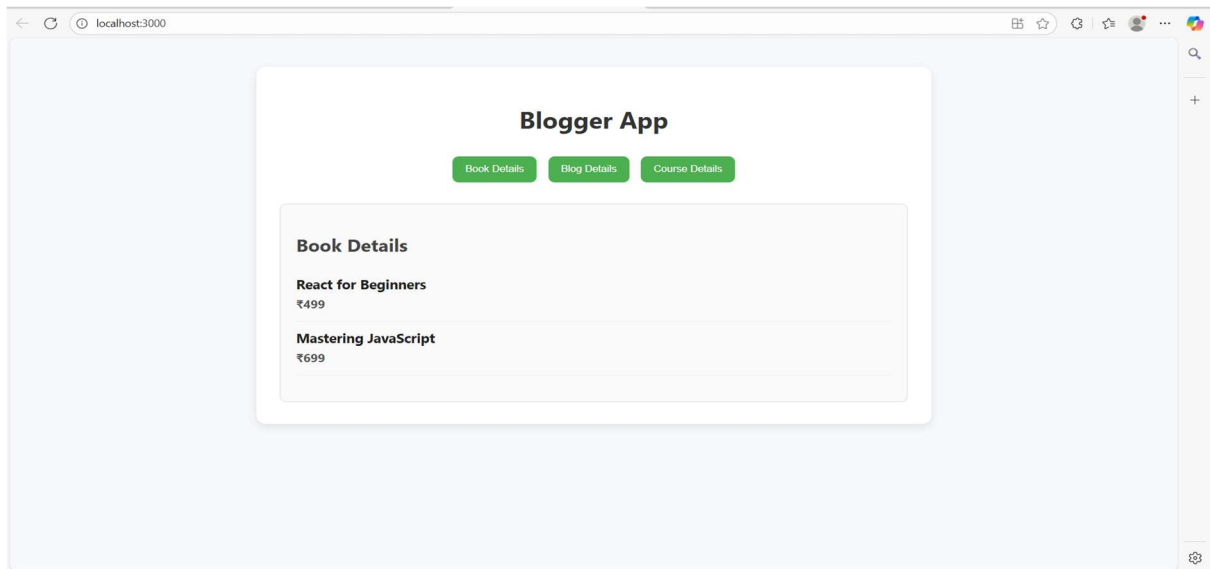 localhost:3000
Blogger App
Book Details Blog Details Course Details
Book Details
React for Beginners
₹499
Mastering JavaScript
₹699